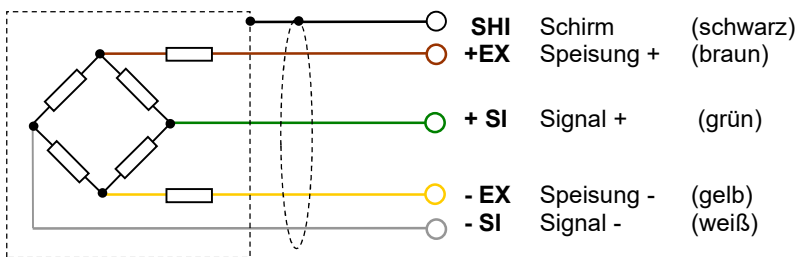 SHI Schirm (schwarz)
+EX Speisung + (braun)
+ SI Signal + (grün)
- EX Speisung - (gelb)
- SI Signal - (weiß)